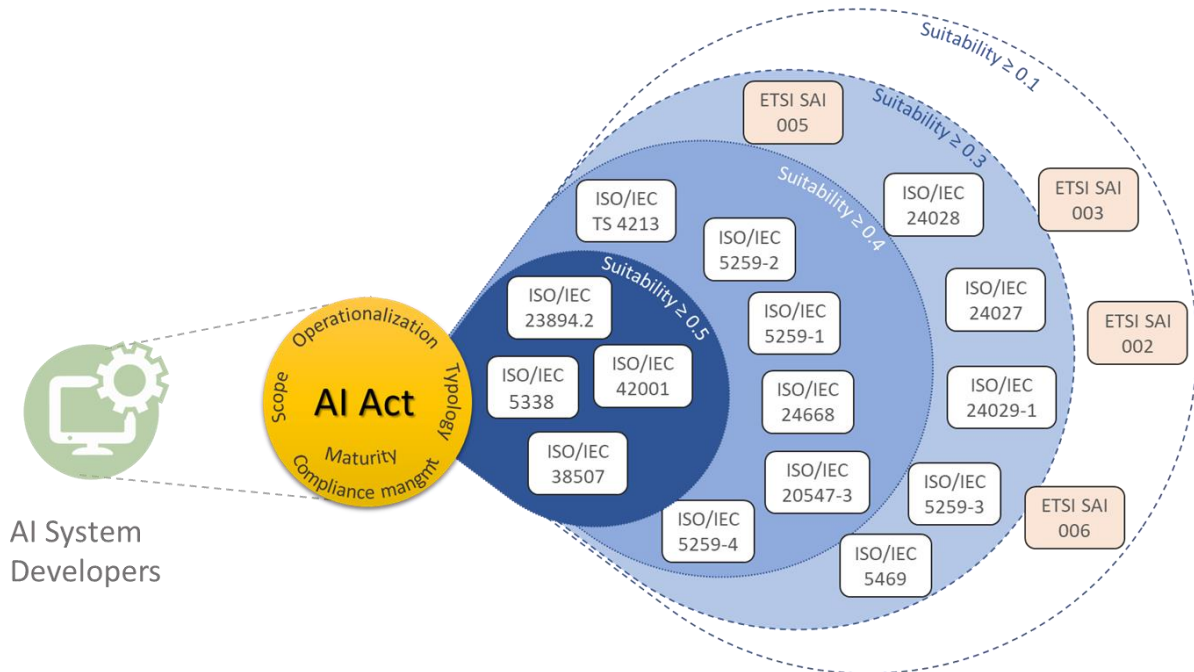 Suitability ≥ 0.1
ETSI SAI
005
Suitability ≥ 0.3
ISO/IEC
TS 4213
ISO/IEC
24028
ETSI SAI
003
Suitability ≥ 0.4
ISO/IEC
5259-2
Suitability ≥ 0.5
ISO/IEC
23894.2
ISO/IEC
5259-1
ISO/IEC
24027
ETSI SAI
002
Operationalization
Scope
AI Act
Typology
Maturity
Compliance mangmt
ISO/IEC
5338
ISO/IEC
42001
ISO/IEC
24668
ISO/IEC
24029-1
ISO/IEC
38507
ISO/IEC
20547-3
ISO/IEC
5259-3
ETSI SAI
006
ISO/IEC
5259-4
ISO/IEC
5469
AI System
Developers